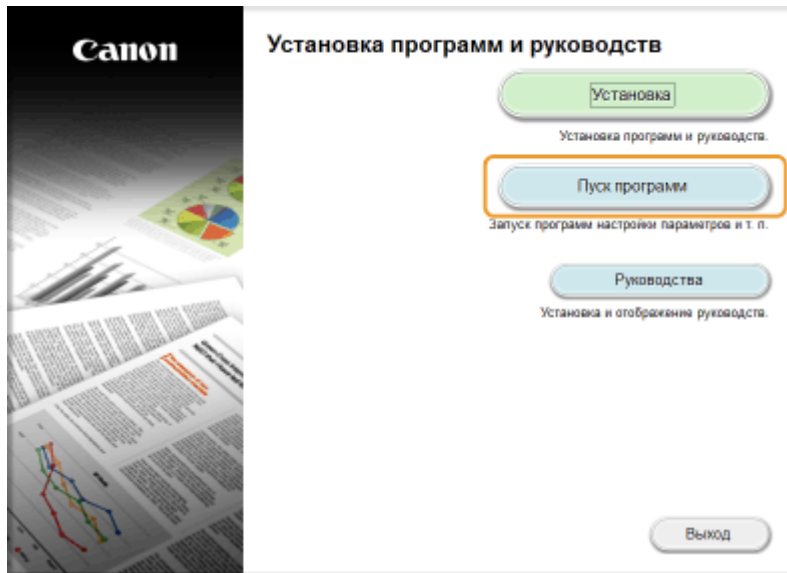 Canon
Установка программ и руководств
Установка
Установка программ и руководств.
Пуск программ
Запуск программ настройки параметров и т. п.
Руководства
Установка и отображение руководств.
Выход